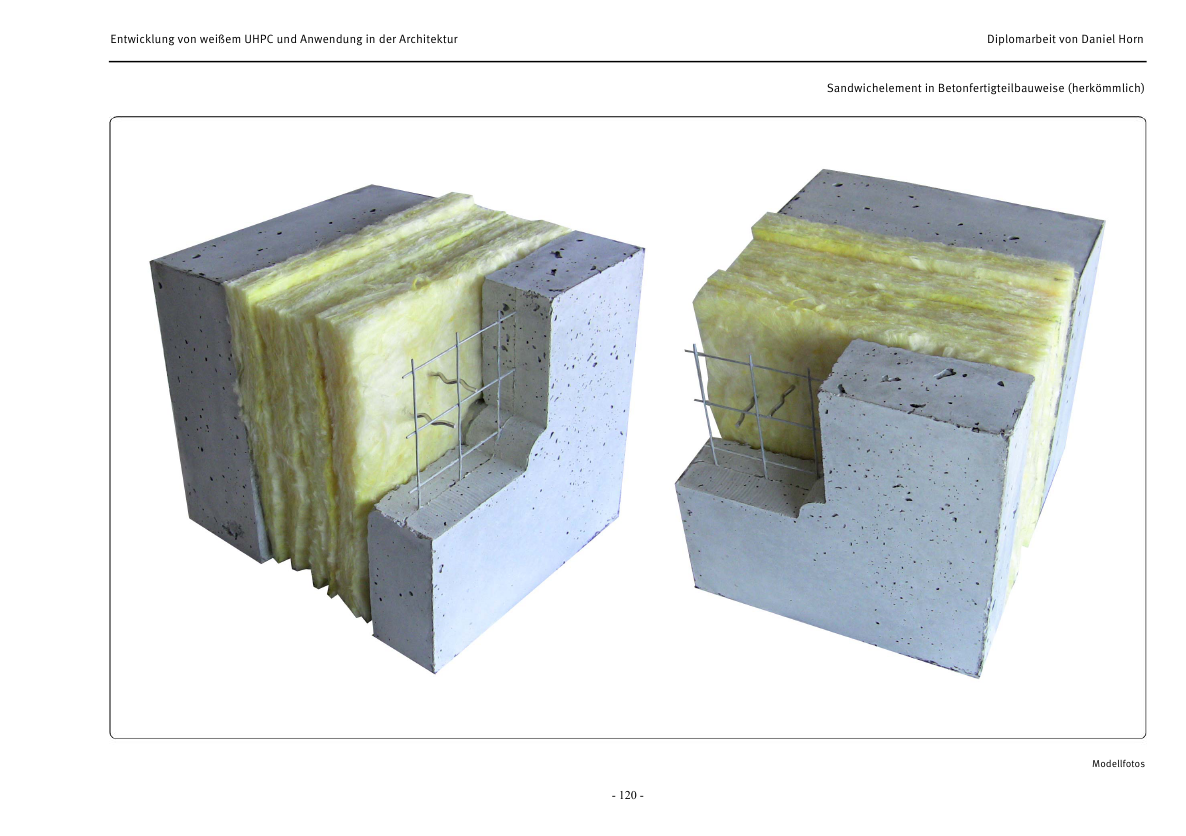 Entwicklung von weißem UHPC und Anwendung in der Architektur
Diplomarbeit von Daniel Horn
Sandwichelement in Betonfertigteilbauweise (herkömmlich)
Modellfotos
- 120 -